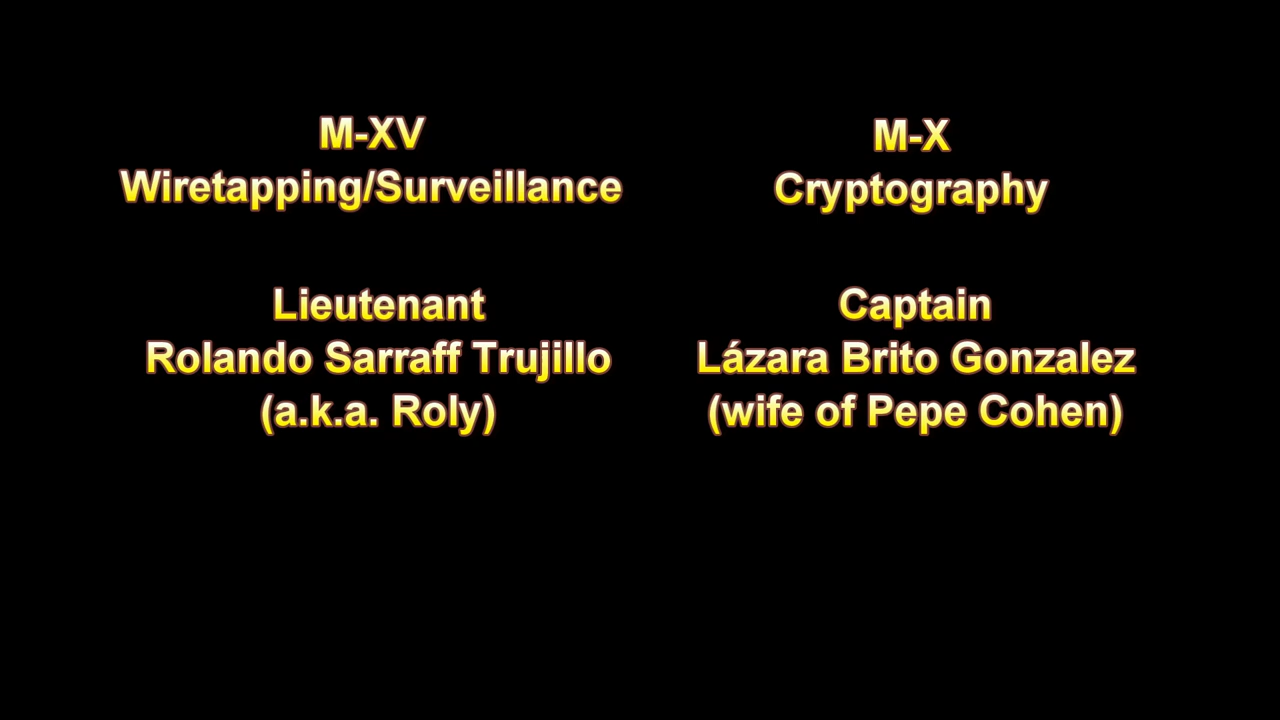 M-XV
Wiretapping/Surveillance
Lieutenant
Rolando Sarraff Trujillo
(a.k.a. Roly)
M-X
Cryptography
Captain
Lázara Brito Gonzalez
(wife of Pepe Cohen)